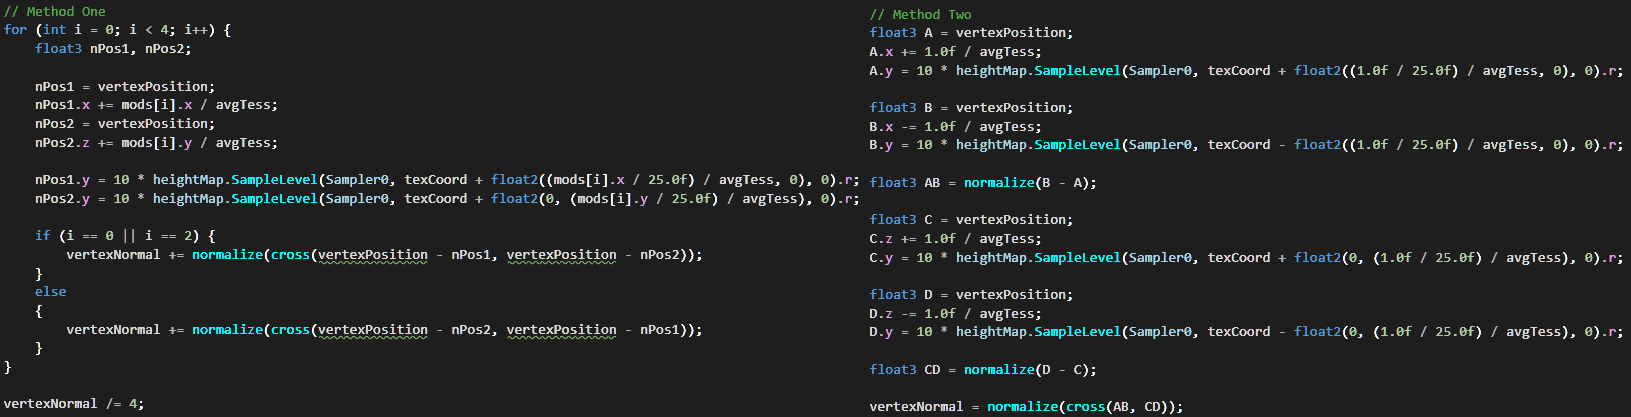 // Method One
for (int i = 0; i < 4; i++) {
float3 nPos1, nPos2;
nPos1 = vertexPosition;
nPos1.x += mods[i].x / avgTess;
nPos2 = vertexPosition;
nPos2.z += mods[i].y / avgTess;
nPos1.y = 10 * heightMap.SampleLevel(Sampler0, texCoord + float2((mods[i].x / 25.0f) / avgTess, 0), 0).r;
nPos2.y = 10 * heightMap.SampleLevel(Sampler0, texCoord + float2(0, (mods[i].y / 25.0f) / avgTess), 0).r;
if (i == 0 || i == 2) {
vertexNormal += normalize(cross(vertexPosition - nPos1, vertexPosition - nPos2));
}
else
{
vertexNormal += normalize(cross(vertexPosition - nPos2, vertexPosition - nPos1));
}
}
vertexNormal /= 4;
// Method Two
float3 A = vertexPosition;
A.x += 1.0f / avgTess;
A.y = 10 * heightMap.SampleLevel(Sampler0, texCoord + float2((1.0f / 25.0f) / avgTess, 0), 0).r;
float3 B = vertexPosition;
B.x -= 1.0f / avgTess;
B.y = 10 * heightMap.SampleLevel(Sampler0, texCoord - float2((1.0f / 25.0f) / avgTess, 0), 0).r;
float3 AB = normalize(B - A);
float3 C = vertexPosition;
C.z += 1.0f / avgTess;
C.y = 10 * heightMap.SampleLevel(Sampler0, texCoord + float2(0, (1.0f / 25.0f) / avgTess), 0).r;
float3 D = vertexPosition;
D.z -= 1.0f / avgTess;
D.y = 10 * heightMap.SampleLevel(Sampler0, texCoord - float2(0, (1.0f / 25.0f) / avgTess), 0).r;
float3 CD = normalize(D - C);
vertexNormal = normalize(cross(AB, CD));